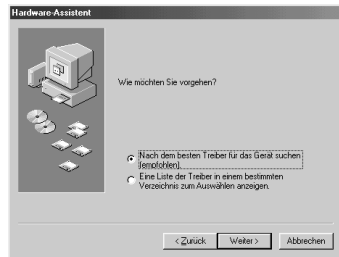 Hardware-Assistent
Wie möchten Sie vorgehen?
Nach dem besten Treiber für das Gerät suchen
(empfohlen).
Eine Liste der Treiber in einem bestimmten
Verzeichnis zum Auswählen anzeigen.
< Zurück Weiter > Abbrechen